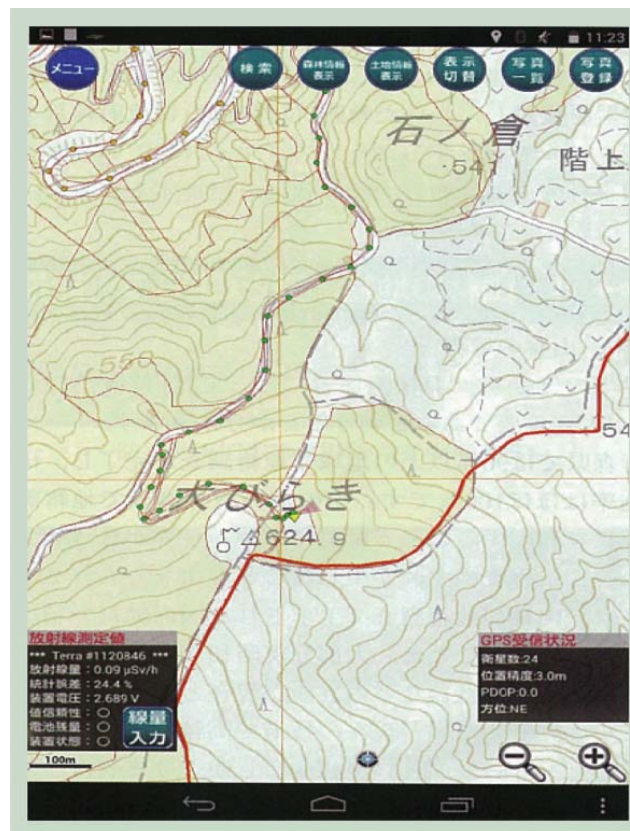 11:23
メニュー
検索
森林情報
表示
土地情報
表示
表示
切替
写真
一覧
写真
登録
石ノ倉
・541
階上
550
54
大びらき
624.9
放射線測定値
*** Terra #1120846 ***
放射線量：0.09 μSv/h
統計誤差：24.4 %
装置電圧：2.689 V
値信頼性：○
電池残量：○
装置状態：○
線量
入力
100m
GPS受信状況
衛星数:24
位置精度:3.0m
PDOP:0.0
方位:NE